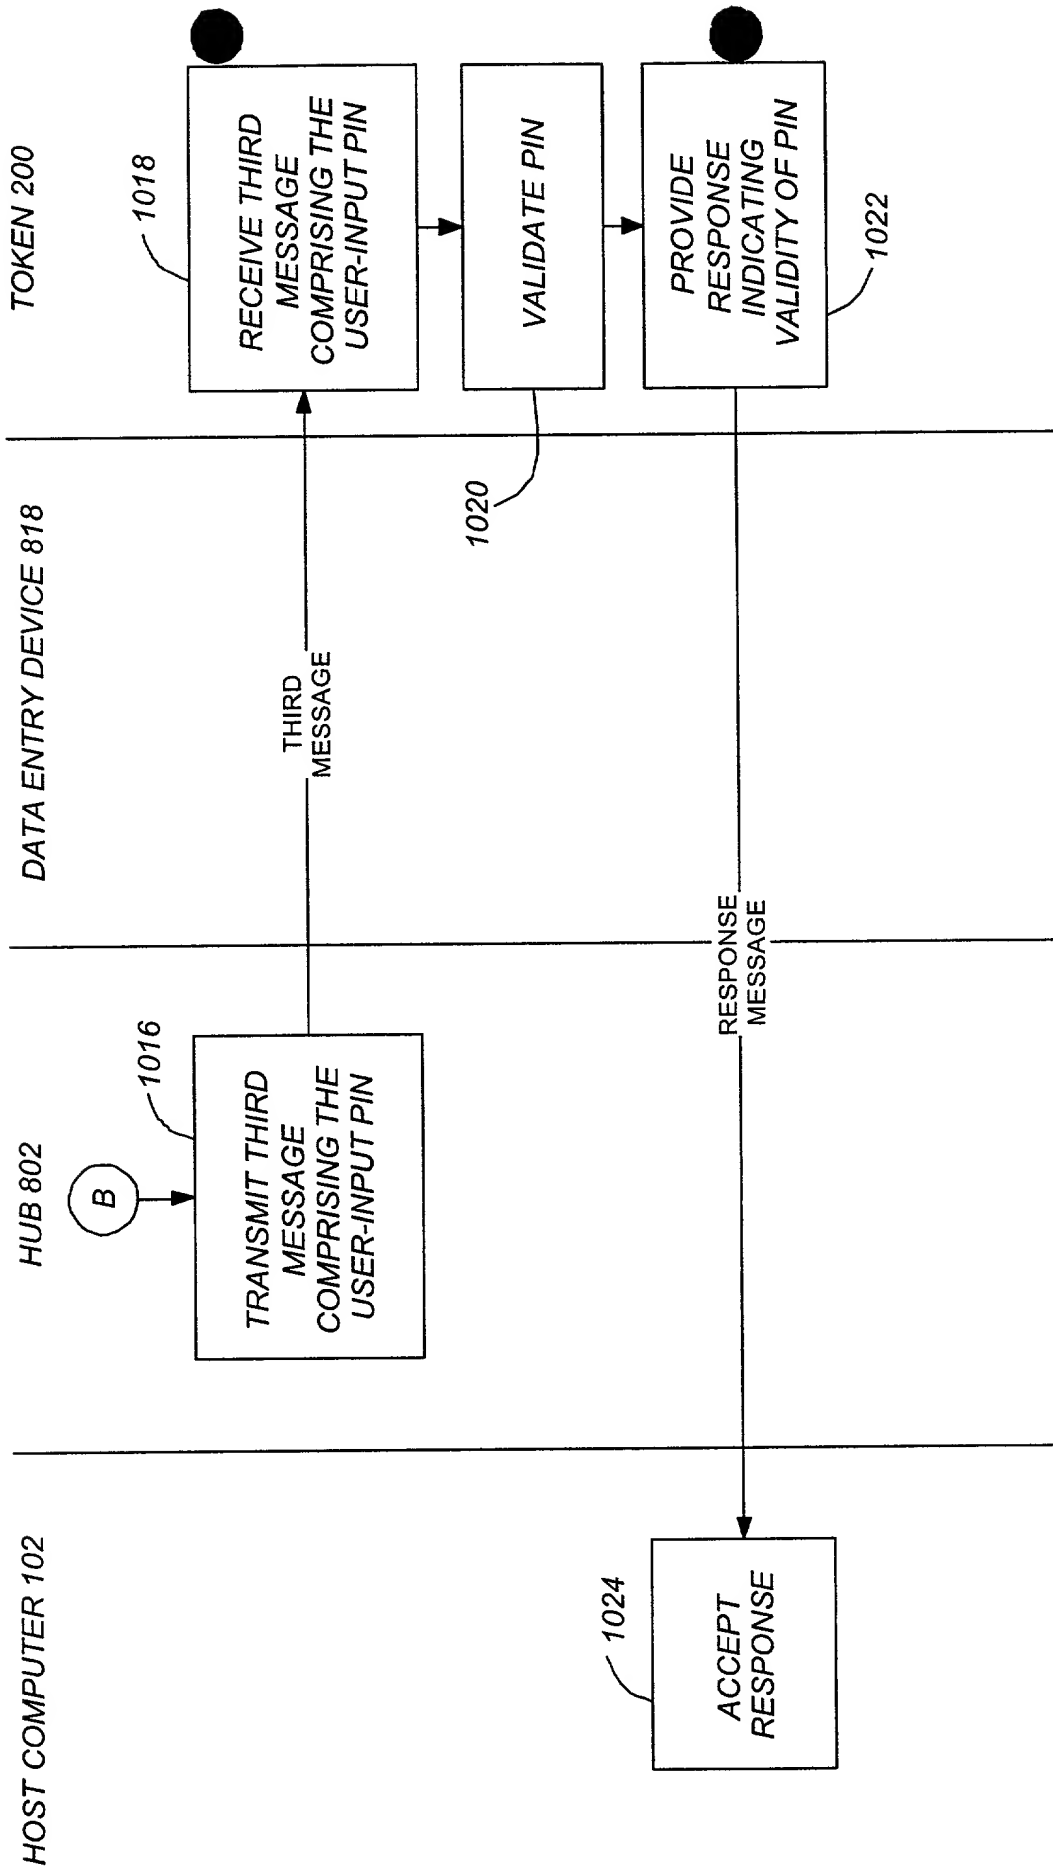 HOST COMPUTER 102
HUB 802
DATA ENTRY DEVICE 818
TOKEN 200
B
1016
TRANSMIT THIRD
MESSAGE
COMPRISING THE
USER-INPUT PIN
THIRD
MESSAGE
1018
RECEIVE THIRD
MESSAGE
COMPRISING THE
USER-INPUT PIN
1020
VALIDATE PIN
PROVIDE
RESPONSE
INDICATING
VALIDITY OF PIN
1022
RESPONSE
MESSAGE
1024
ACCEPT
RESPONSE